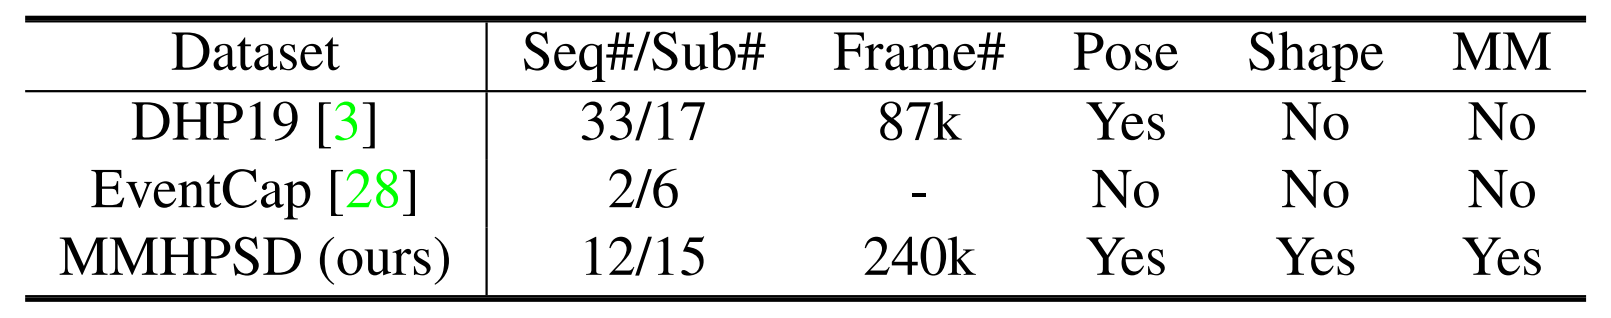 Dataset Seq#/Sub# Frame# Pose Shape MM
DHP19 [3] 33/17 87k Yes No No
EventCap [28] 2/6 - No No No
MMHPSD (ours) 12/15 240k Yes Yes Yes